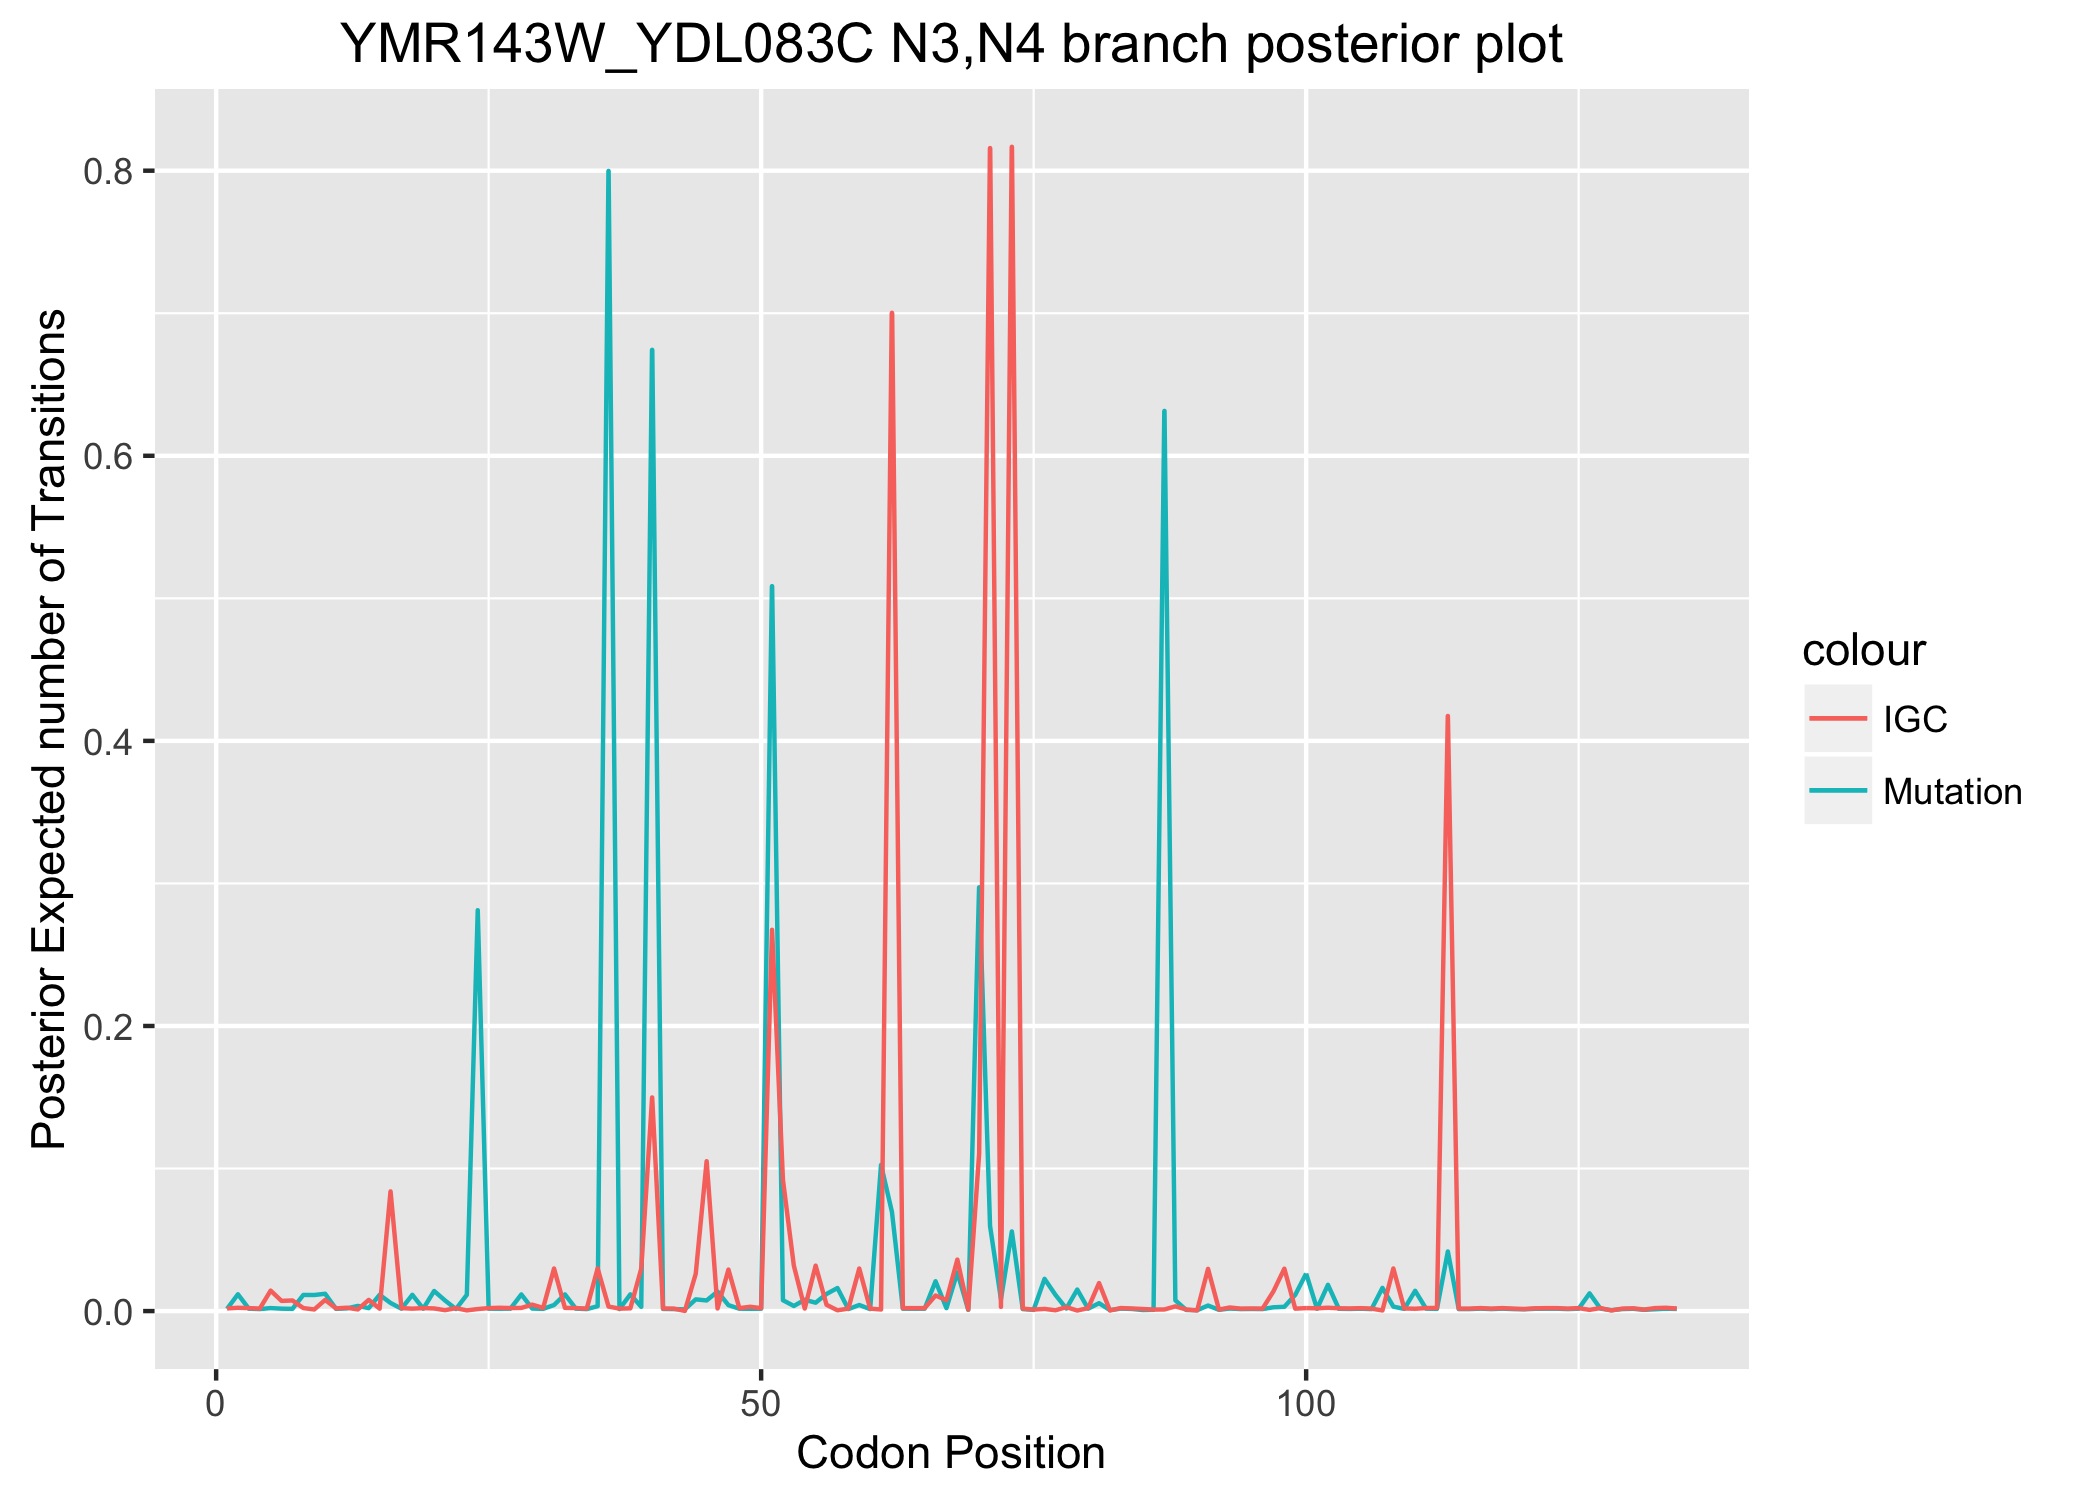 YMR143W_YDL083C N3,N4 branch posterior plot
Posterior Expected number of Transitions
0.8
0.6
0.4
0.2
0.0
0
50
100
Codon Position
colour
IGC
Mutation